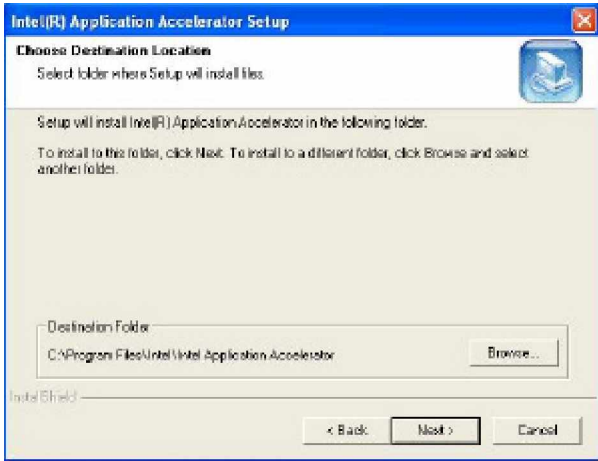 Intel(R) Application Accelerator Setup
Choose Destination Location
Select folder where Setup will install files.
Setup will install Intel(R) Application Accelerator in the following folder.
To install to this folder, click Next. To install to a different folder, click Browse and select
another folder.
Destination Folder
C:\Program Files\Intel\Intel Application Accelerator
Browse...
InstallShield
< Back
Next >
Cancel